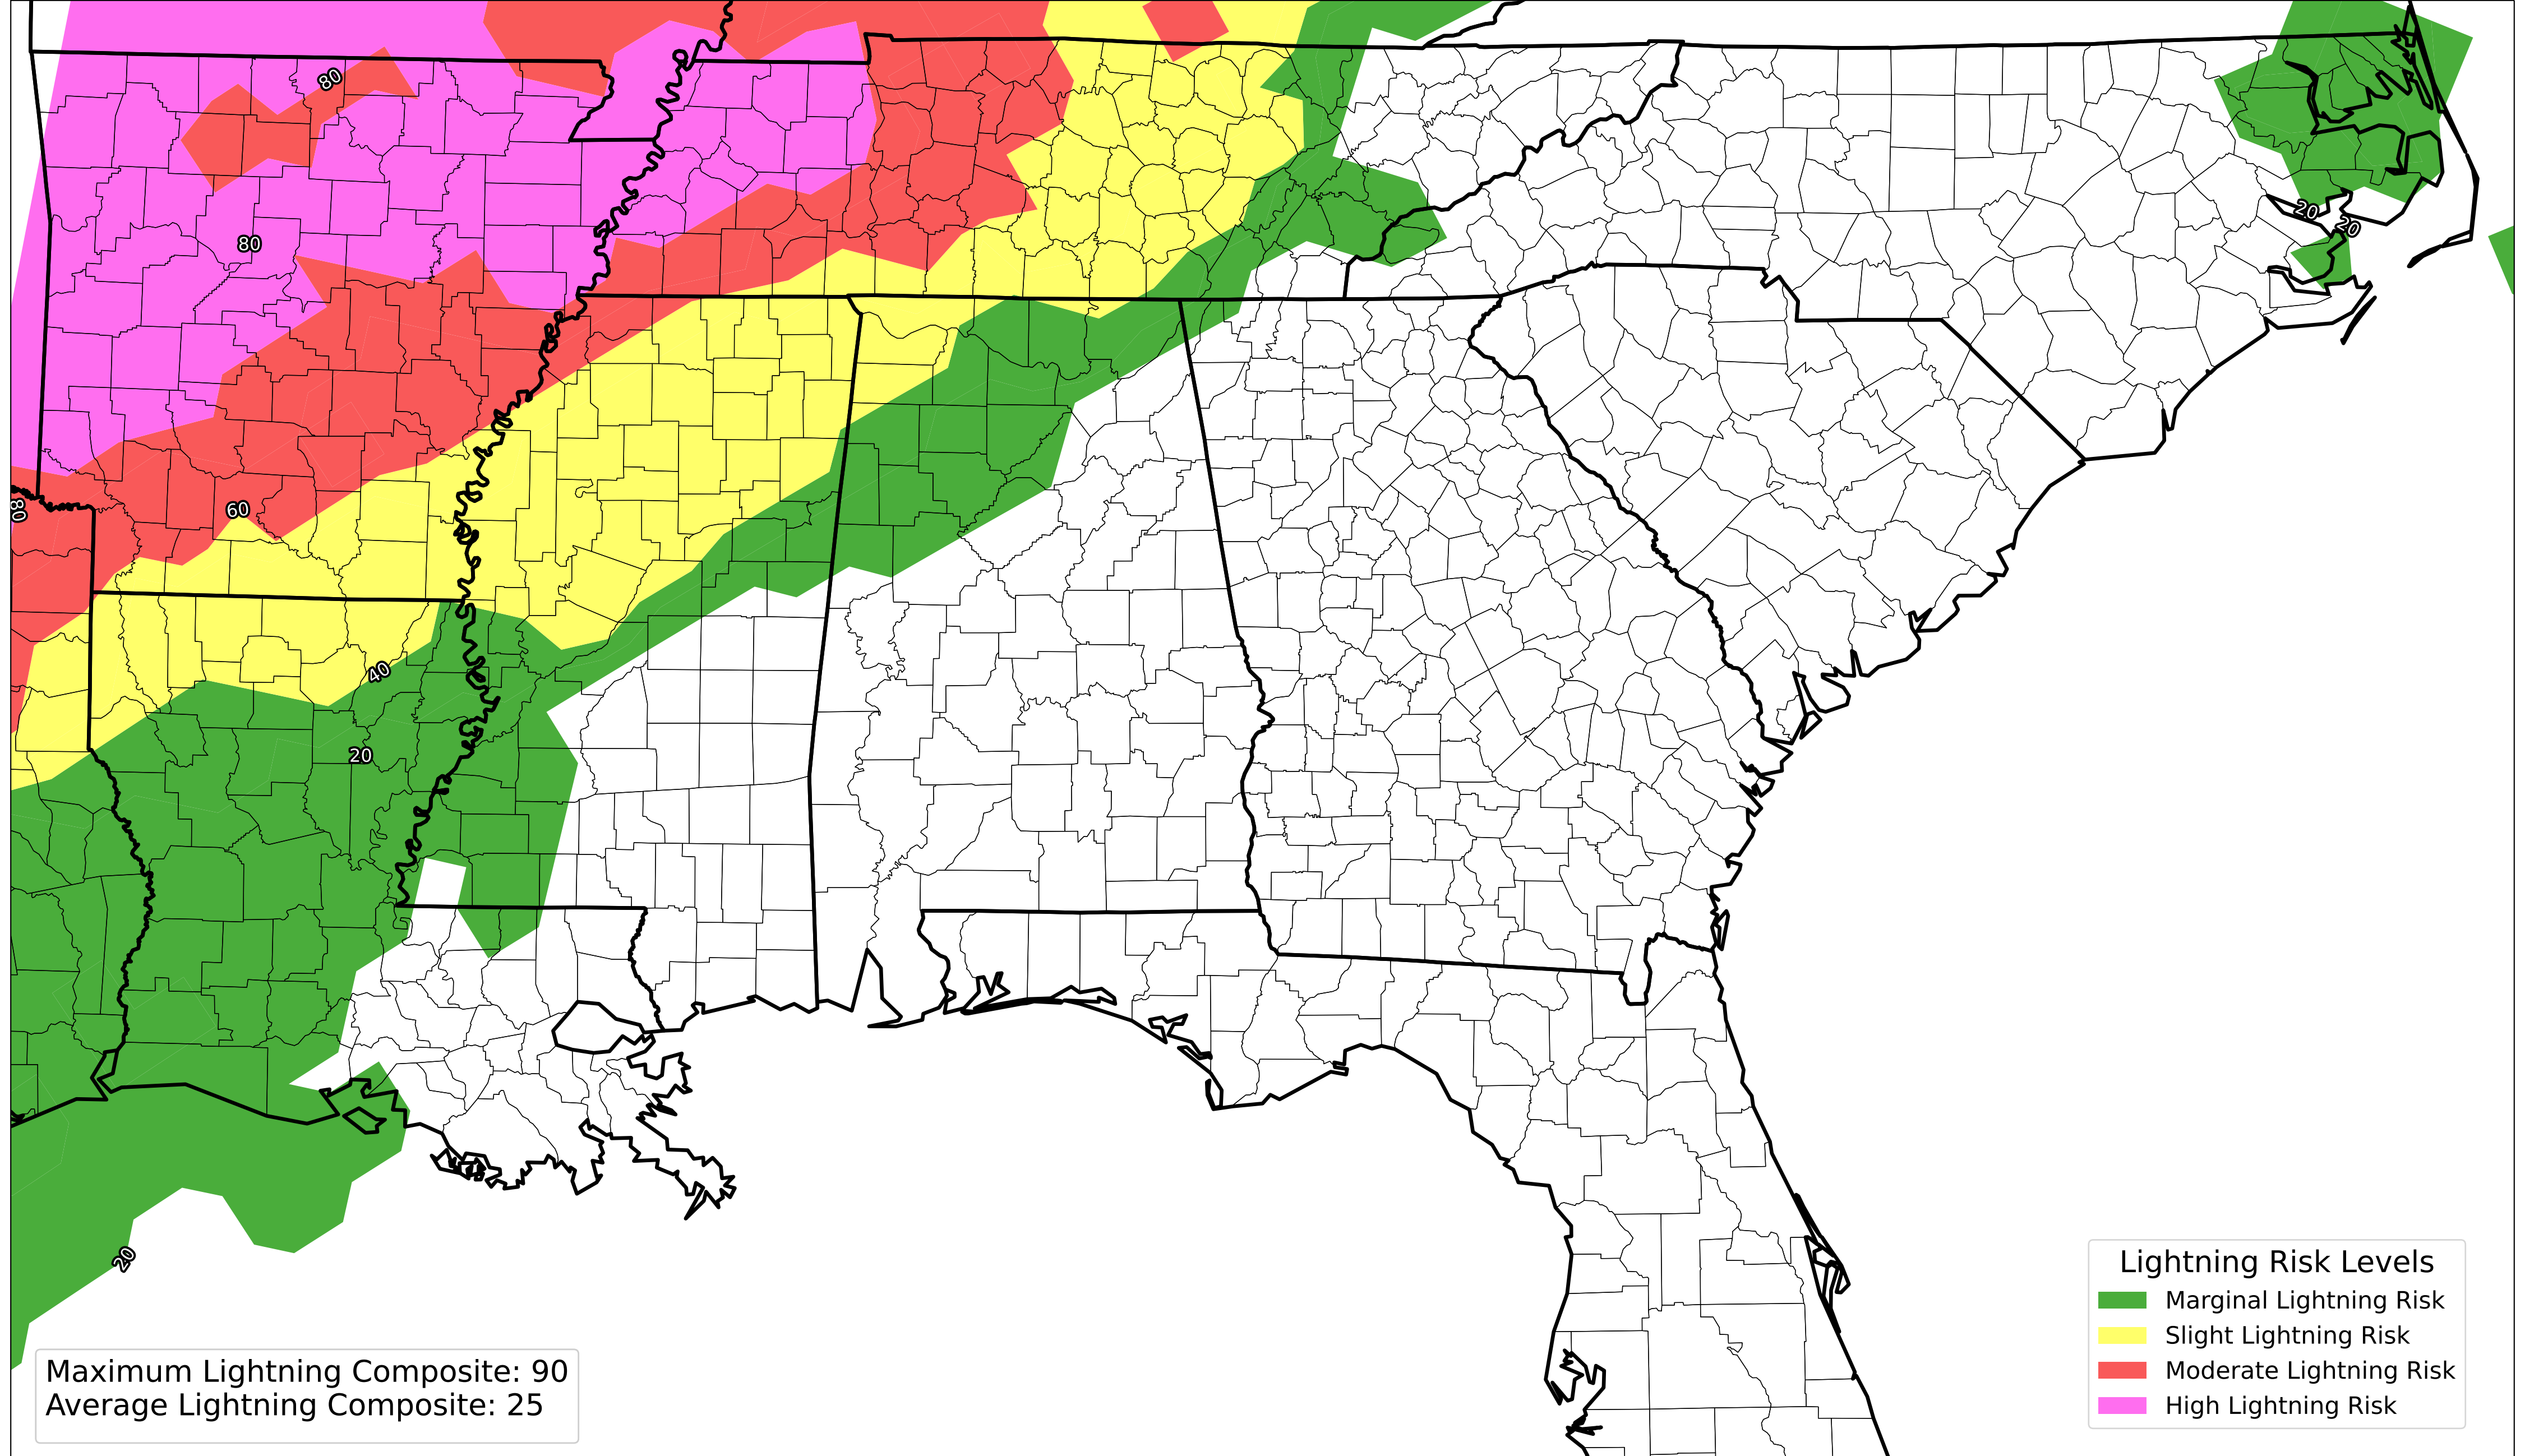 80
80
20
20
80
60
40
20
20
Maximum Lightning Composite: 90
Average Lightning Composite: 25
Lightning Risk Levels
Marginal Lightning Risk
Slight Lightning Risk
Moderate Lightning Risk
High Lightning Risk